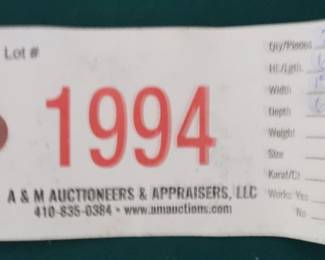 Lot #
1994
A & M AUCTIONEERS & APPRAISERS, LLC
410-835-0384 • www.amauctions.com
Qty/Pieces
Ht./Lgth.
Width
Depth
Weight
Size
Karat/Ct
Works: Yes
No